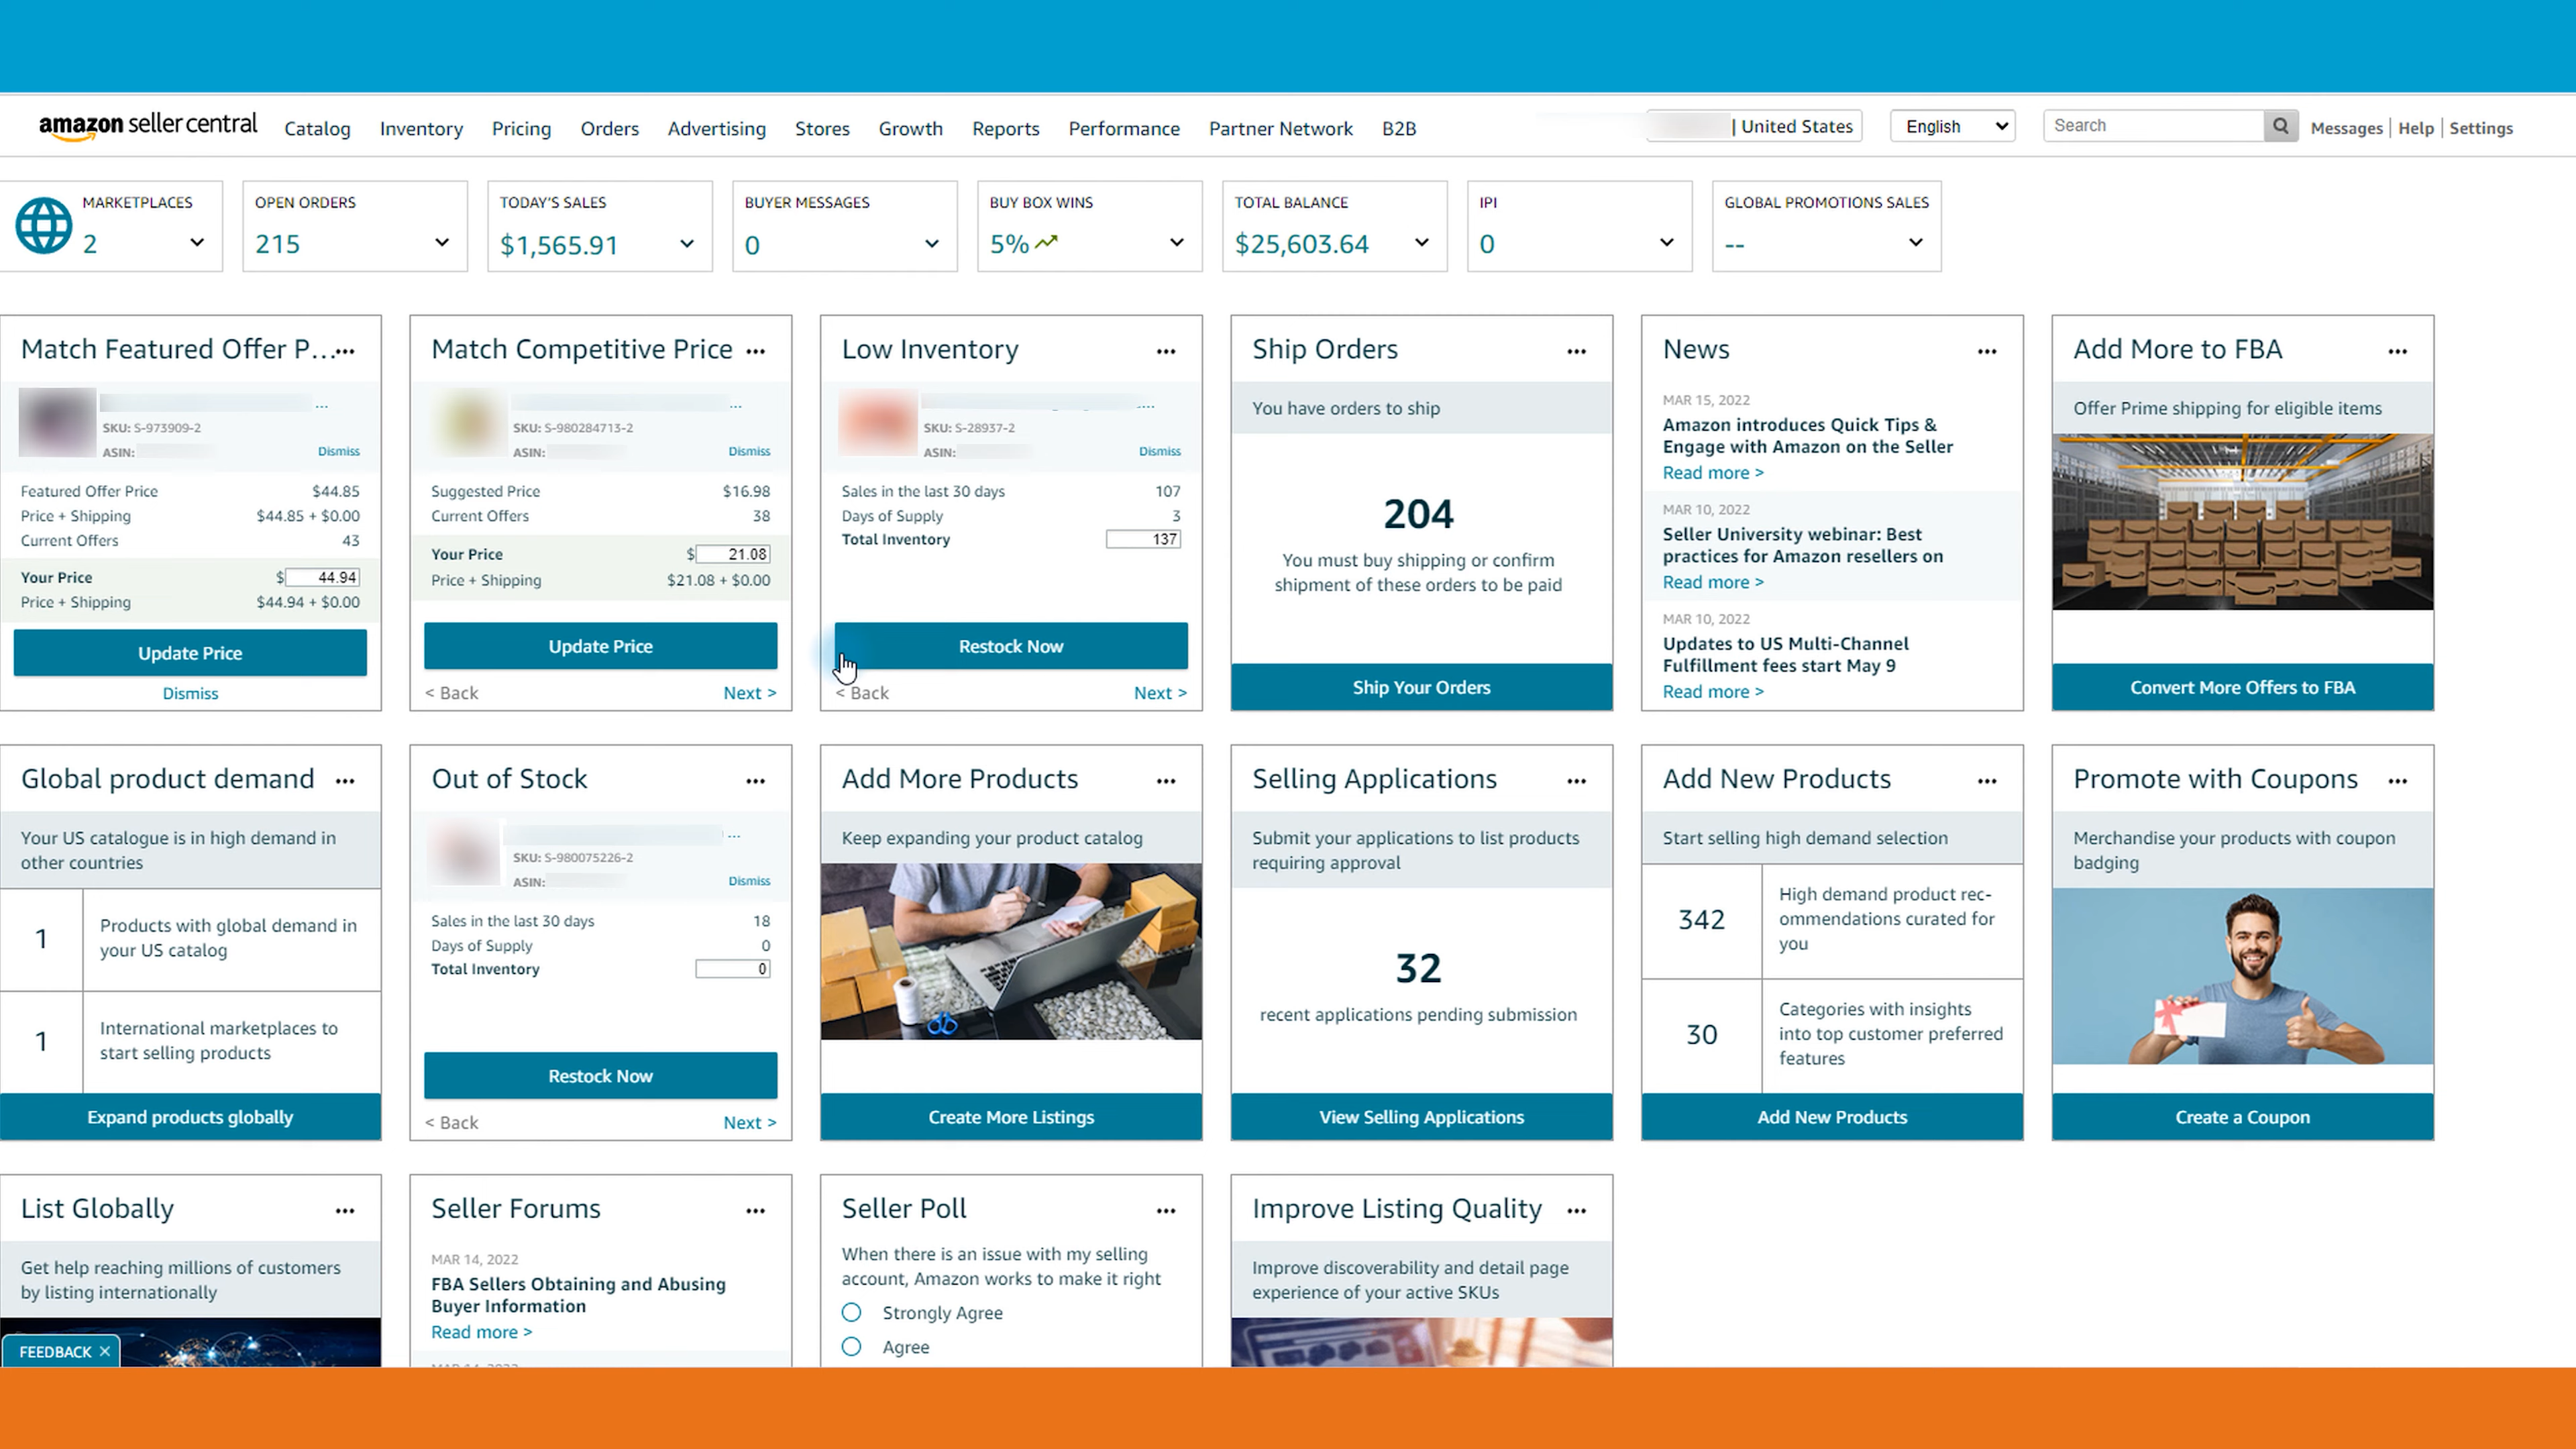 amazon seller central
Catalog Inventory Pricing Orders Advertising Stores Growth Reports Performance Partner Network B2B
| United States
English
Search
Messages | Help | Settings
MARKETPLACES
2
OPEN ORDERS
215
TODAY'S SALES
$1,565.91
BUYER MESSAGES
0
BUY BOX WINS
5%
TOTAL BALANCE
$25,603.64
IPI
0
GLOBAL PROMOTIONS SALES
--
Match Featured Offer P...
...
SKU: S-973909-2
ASIN:
Dismiss
Featured Offer Price $44.85
Price + Shipping $44.85 + $0.00
Current Offers 43
Your Price $ 44.94
Price + Shipping $44.94 + $0.00
Update Price
Dismiss
Match Competitive Price
...
SKU: S-980284713-2
ASIN:
Dismiss
Suggested Price $16.98
Current Offers 38
Your Price $ 21.08
Price + Shipping $21.08 + $0.00
Update Price
< Back Next >
Low Inventory
...
SKU: S-28937-2
ASIN:
Dismiss
Sales in the last 30 days 107
Days of Supply 3
Total Inventory 137
Restock Now
< Back Next >
Ship Orders
You have orders to ship
204
You must buy shipping or confirm
shipment of these orders to be paid
Ship Your Orders
News
MAR 15, 2022
Amazon introduces Quick Tips &
Engage with Amazon on the Seller
Read more >
MAR 10, 2022
Seller University webinar: Best
practices for Amazon resellers on
Read more >
MAR 10, 2022
Updates to US Multi-Channel
Fulfillment fees start May 9
Read more >
Add More to FBA
Offer Prime shipping for eligible items
Convert More Offers to FBA
Global product demand
Your US catalogue is in high demand in
other countries
1
Products with global demand in
your US catalog
1
International marketplaces to
start selling products
Expand products globally
Out of Stock
...
SKU: S-980075226-2
ASIN:
Dismiss
Sales in the last 30 days 18
Days of Supply 0
Total Inventory 0
Restock Now
< Back Next >
Add More Products
Keep expanding your product catalog
Create More Listings
Selling Applications
Submit your applications to list products
requiring approval
32
recent applications pending submission
View Selling Applications
Add New Products
Start selling high demand selection
342
High demand product rec-
ommendations curated for
you
30
Categories with insights
into top customer preferred
features
Add New Products
Promote with Coupons
Merchandise your products with coupon
badging
Create a Coupon
List Globally
Get help reaching millions of customers
by listing internationally
FEEDBACK ×
Seller Forums
MAR 14, 2022
FBA Sellers Obtaining and Abusing
Buyer Information
Read more >
Seller Poll
When there is an issue with my selling
account, Amazon works to make it right
Strongly Agree
Agree
Improve Listing Quality
Improve discoverability and detail page
experience of your active SKUs